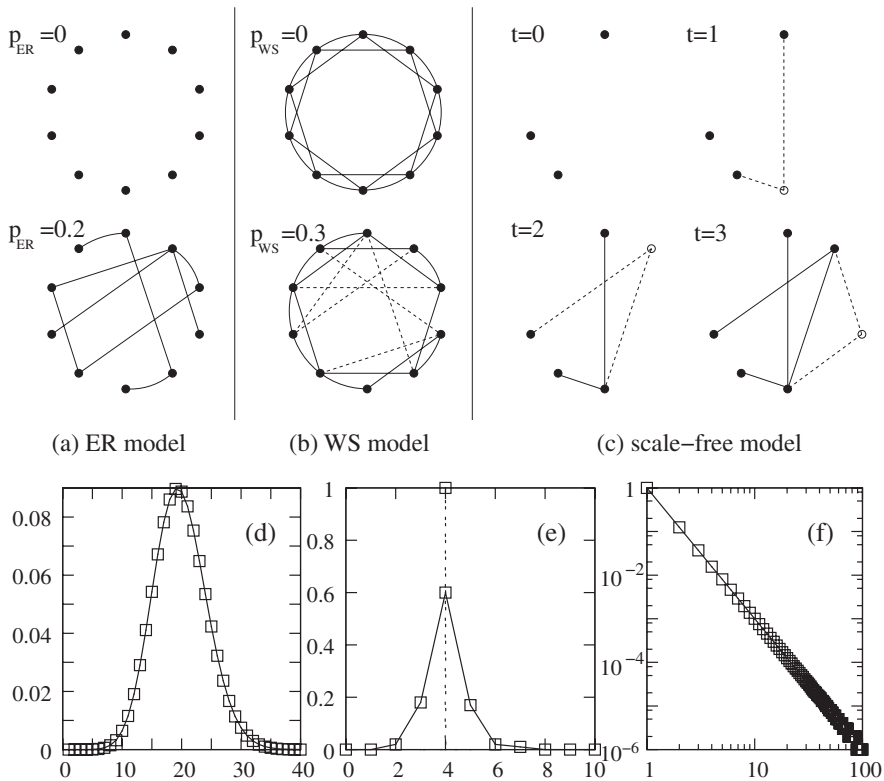 p_ER=0
p_WS=0
t=0
t=1
p_ER=0.2
p_WS=0.3
t=2
t=3
(a) ER model
(b) WS model
(c) scale−free model
(d)
0.08
0.06
0.04
0.02
0
0 10 20 30 40
(e)
1
0.8
0.6
0.4
0.2
0
0 2 4 6 8 10
(f)
1
10^−2
10^−4
10^−6
1 10 100